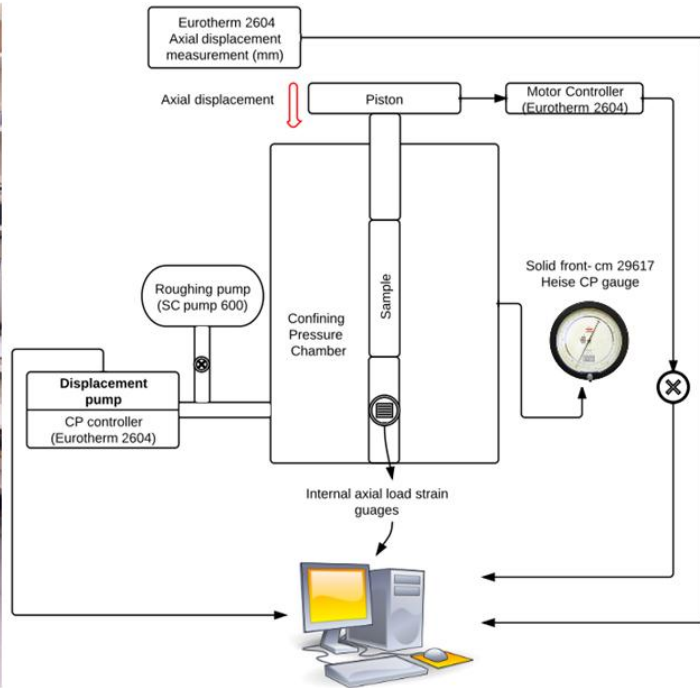 Eurotherm 2604
Axial displacement
measurement (mm)
Axial displacement
Piston
Motor Controller
(Eurotherm 2604)
Solid front- cm 29617
Heise CP gauge
Roughing pump
(SC pump 600)
Sample
Confining
Pressure
Chamber
Displacement
pump
CP controller
(Eurotherm 2604)
Internal axial load strain
guages